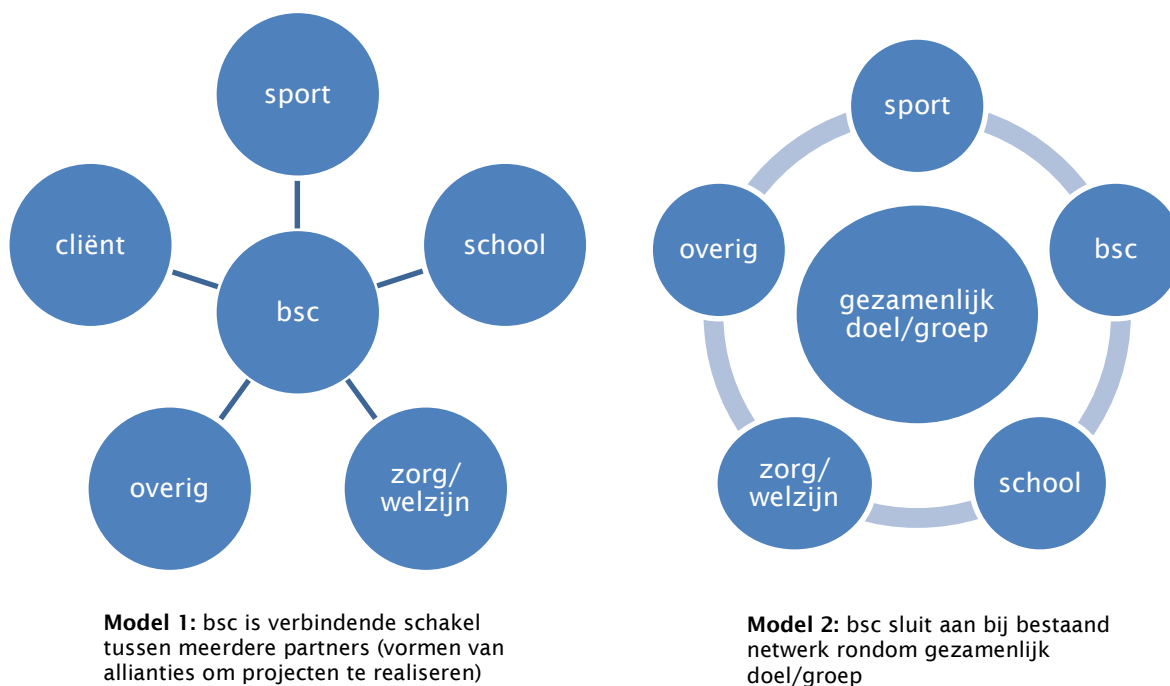 sport
cliënt
school
bsc
overig
zorg/
welzijn
Model 1: bsc is verbindende schakel
tussen meerdere partners (vormen van
allianties om projecten te realiseren)
sport
overig
bsc
gezamenlijk
doel/groep
zorg/
welzijn
school
Model 2: bsc sluit aan bij bestaand
netwerk rondom gezamenlijk
doel/groep